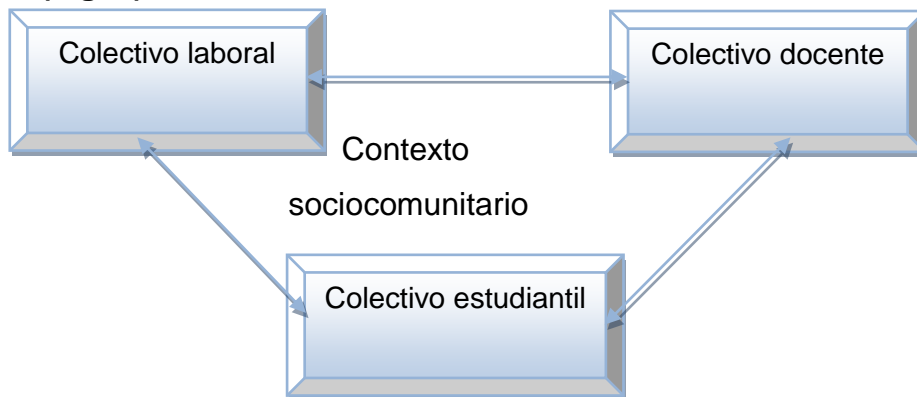 Colectivo laboral
Colectivo docente
Contexto
sociocomunitario
Colectivo estudiantil